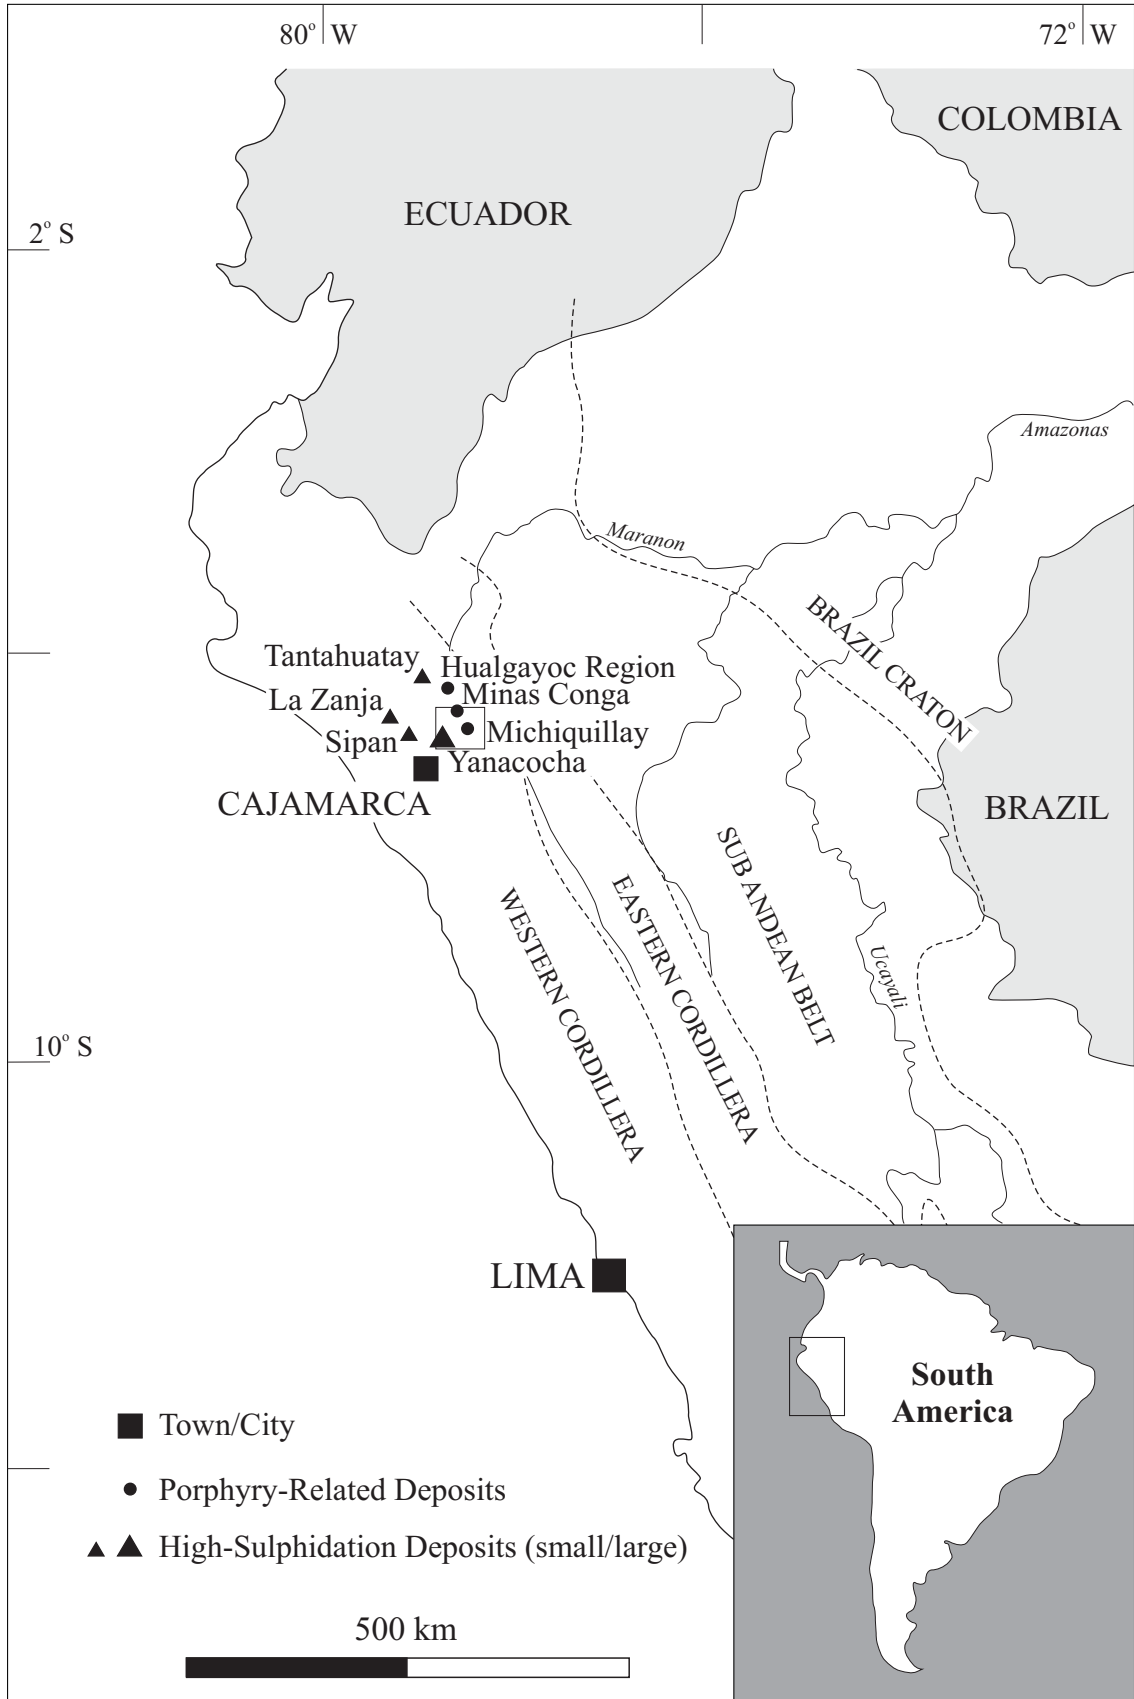 80° W
72° W
COLOMBIA
ECUADOR
2° S
Amazonas
Maranon
BRAZIL CRATON
Tantahuatay
Hualgayoc Region
Minas Conga
La Zanja
Michiquillay
Sipan
Yanacocha
CAJAMARCA
BRAZIL
SUB ANDEAN BELT
EASTERN CORDILLERA
WESTERN CORDILLERA
Ucayali
10° S
LIMA
South
America
Town/City
Porphyry-Related Deposits
High-Sulphidation Deposits (small/large)
500 km